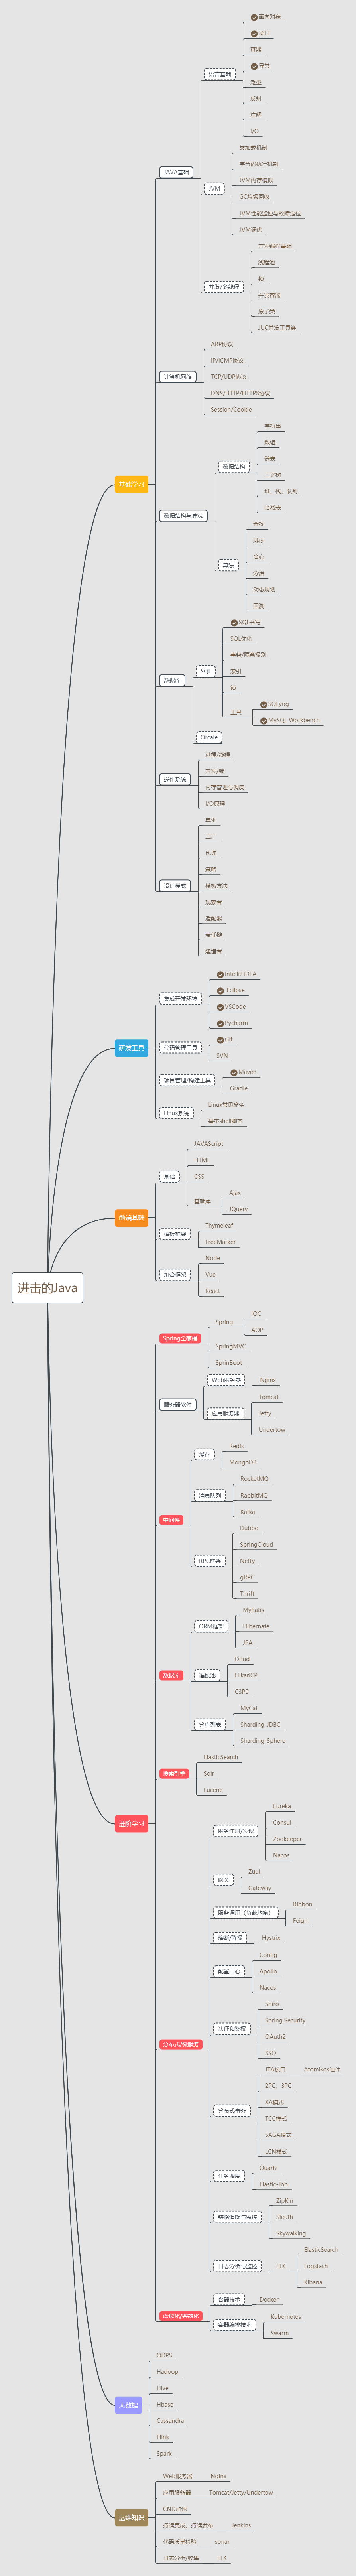 进击的Java
基础学习
JAVA基础
语言基础
面向对象
接口
容器
异常
泛型
反射
注解
I/O
JVM
类加载机制
字节码执行机制
JVM内存模型
GC垃圾回收
JVM性能监控与故障定位
JVM调优
并发/多线程
并发编程基础
线程池
锁
并发容器
原子类
JUC并发工具类
计算机网络
ARP协议
IP/ICMP协议
TCP/UDP协议
DNS/HTTP/HTTPS协议
Session/Cookie
数据结构与算法
数据结构
字符串
数组
链表
二叉树
堆、栈、队列
哈希表
算法
查找
排序
贪心
分治
动态规划
回溯
数据库
SQL
SQL书写
SQL优化
事务/隔离级别
索引
锁
工具
SQLyog
MySQL Workbench
Orcale
操作系统
进程/线程
并发/锁
内存管理与调度
I/O原理
设计模式
单例
工厂
代理
策略
模板方法
观察者
适配器
责任链
建造者
研发工具
集成开发环境
IntelliJ IDEA
Eclipse
VSCode
Pycharm
代码管理工具
Git
SVN
项目管理/构建工具
Maven
Gradle
Linux系统
Linux常见命令
基本shell脚本
前端基础
基础
JAVAScript
HTML
CSS
基础库
Ajax
JQuery
模板框架
Thymeleaf
FreeMarker
组合框架
Node
Vue
React
进阶学习
Spring全家桶
Spring
IOC
AOP
SpringMVC
SprinBoot
服务器软件
Web服务器
Nginx
应用服务器
Tomcat
Jetty
Undertow
中间件
缓存
Redis
MongoDB
消息队列
RocketMQ
RabbitMQ
Kafka
RPC框架
Dubbo
SpringCloud
Netty
gRPC
Thrift
数据库
ORM框架
MyBatis
Hibernate
JPA
连接池
Driud
HikariCP
C3P0
分库列表
MyCat
Sharding-JDBC
Sharding-Sphere
搜索引擎
ElasticSearch
Solr
Lucene
分布式/微服务
服务注册/发现
Eureka
Consul
Zookeeper
Nacos
网关
Zuul
Gateway
服务调用（负载均衡）
Ribbon
Feign
熔断/降级
Hystrix
配置中心
Config
Apollo
Nacos
认证和鉴权
Shiro
Spring Security
OAuth2
SSO
分布式事务
JTA接口
Atomikos组件
2PC、3PC
XA模式
TCC模式
SAGA模式
LCN模式
任务调度
Quartz
Elastic-Job
链路追踪与监控
ZipKin
Sleuth
Skywalking
日志分析与监控
ELK
ElasticSearch
Logstash
Kibana
虚拟化/容器化
容器技术
Docker
容器编排技术
Kubernetes
Swarm
大数据
ODPS
Hadoop
Hive
Hbase
Cassandra
Flink
Spark
运维知识
Web服务器
Nginx
应用服务器
Tomcat/Jetty/Undertow
CND加速
持续集成、持续发布
Jenkins
代码质量检验
sonar
日志分析/收集
ELK